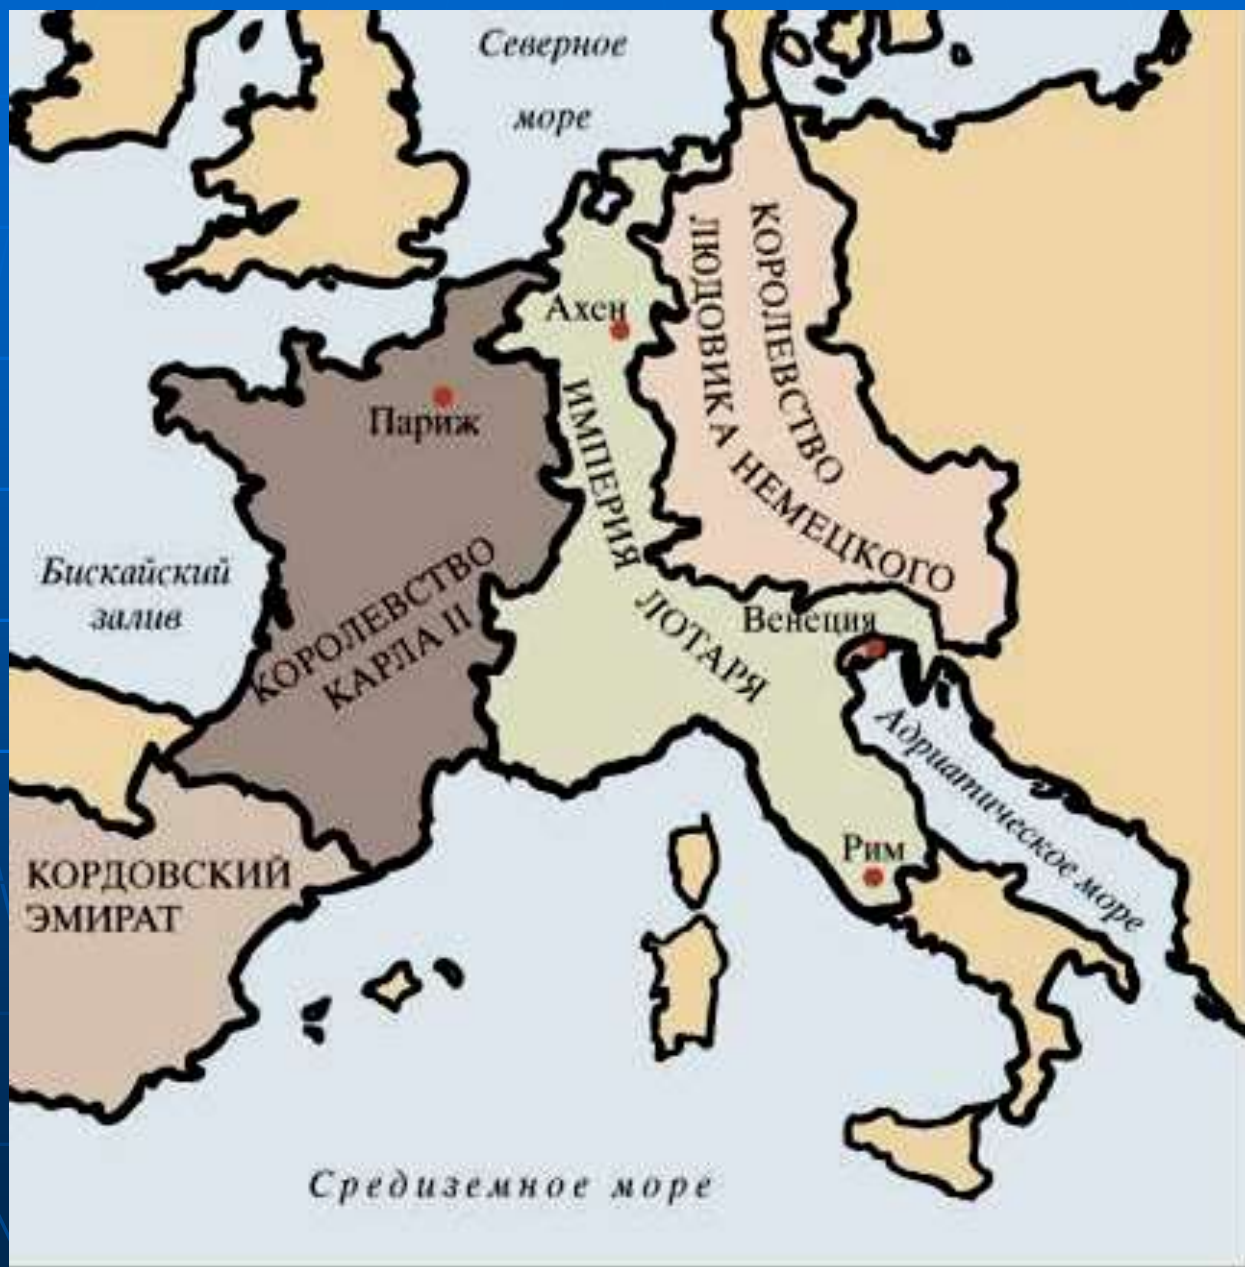 Северное
море
Ахен
Париж
КОРОЛЕВСТВО
ЛЮДОВИКА НЕМЕЦКОГО
ИМПЕРИЯ
ЛОТАРЯ
Бискайский
залив
КОРОЛЕВСТВО
КАРЛА II
Венеция
Адриатическое море
Рим
КОРДОВСКИЙ
ЭМИРАТ
Средиземное море